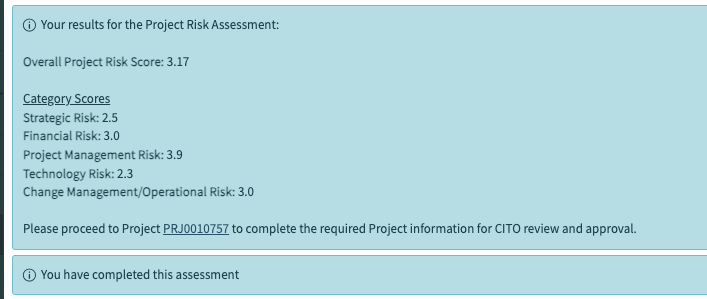 Your results for the Project Risk Assessment:
Overall Project Risk Score: 3.17
Category Scores
Strategic Risk: 2.5
Financial Risk: 3.0
Project Management Risk: 3.9
Technology Risk: 2.3
Change Management/Operational Risk: 3.0
Please proceed to Project PRJ0010757 to complete the required Project information for CITO review and approval.
You have completed this assessment